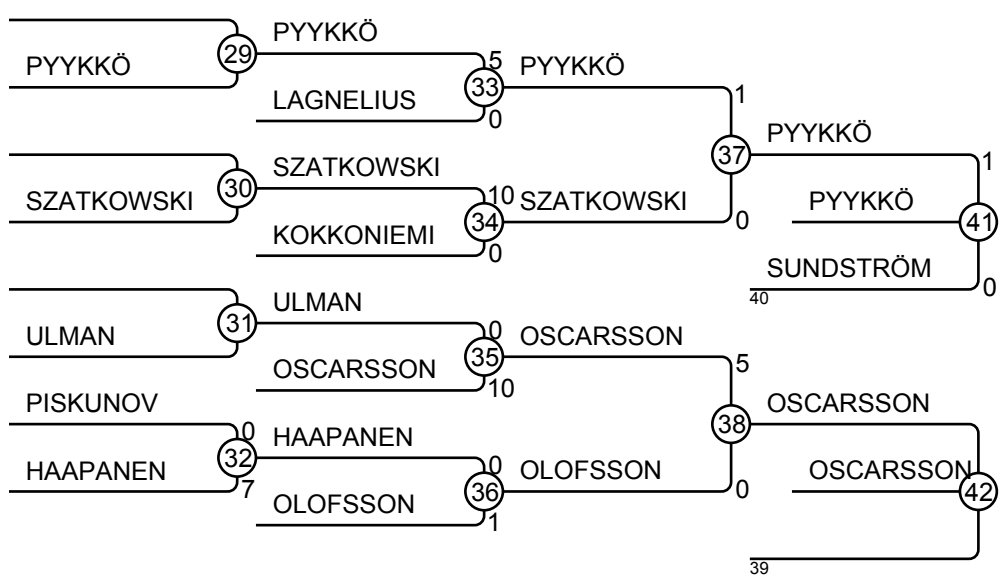 PYYKKÖ
29
PYYKKÖ
5
LAGNELIUS
33
0
PYYKKÖ
1
SZATKOWSKI
30
SZATKOWSKI
10
KOKKONIEMI
34
0
SZATKOWSKI
37
0
PYYKKÖ
1
PYYKKÖ
41
SUNDSTRÖM
40
0
ULMAN
31
ULMAN
0
OSCARSSON
35
10
OSCARSSON
5
PISKUNOV
0
HAAPANEN
32
7
HAAPANEN
0
OLOFSSON
36
1
OLOFSSON
38
0
OSCARSSON
OSCARSSON
42
39